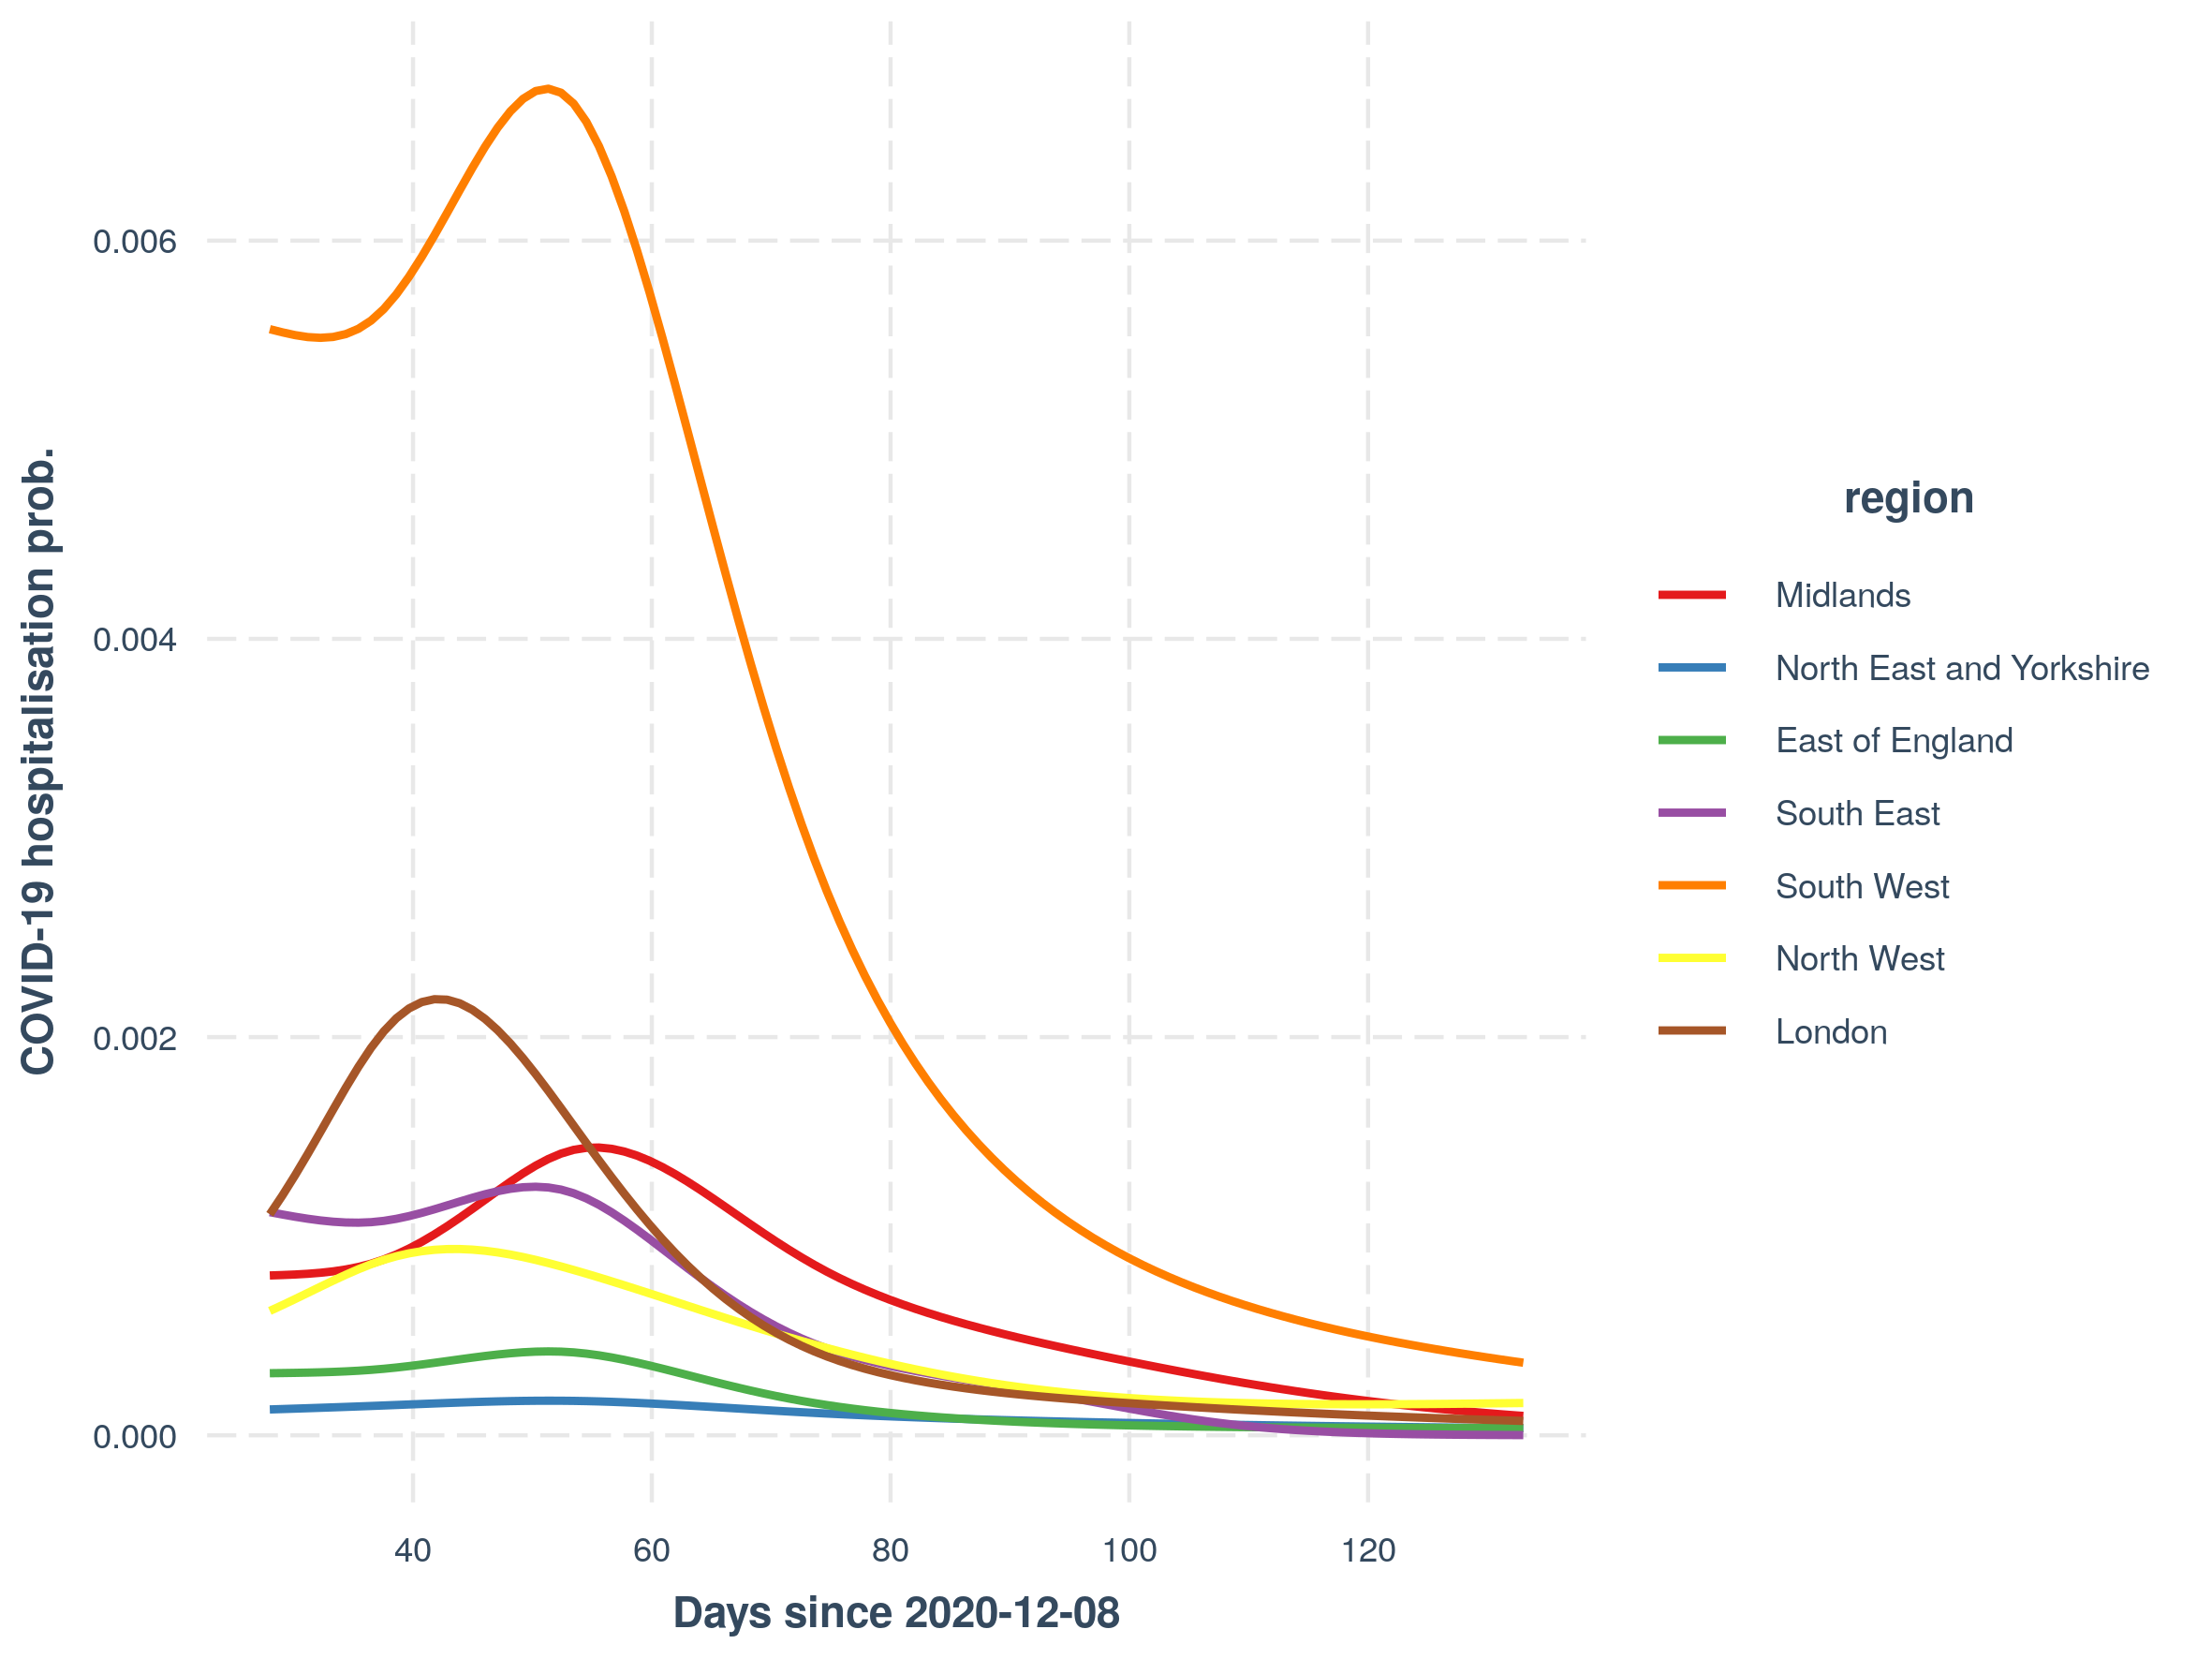 COVID-19 hospitalisation prob.
0.006
0.004
0.002
0.000
40 60 80 100 120
Days since 2020-12-08
region
Midlands
North East and Yorkshire
East of England
South East
South West
North West
London